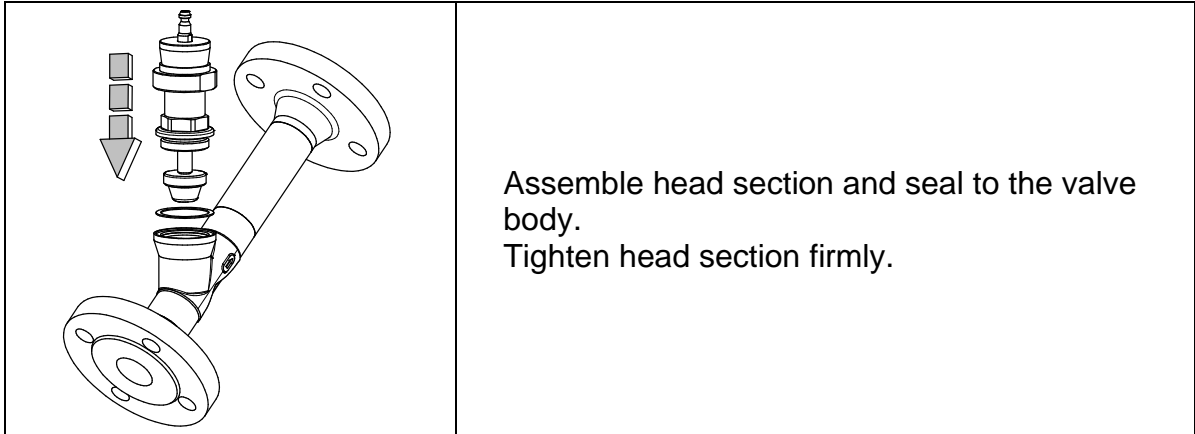 Assemble head section and seal to the valve
body.
Tighten head section firmly.